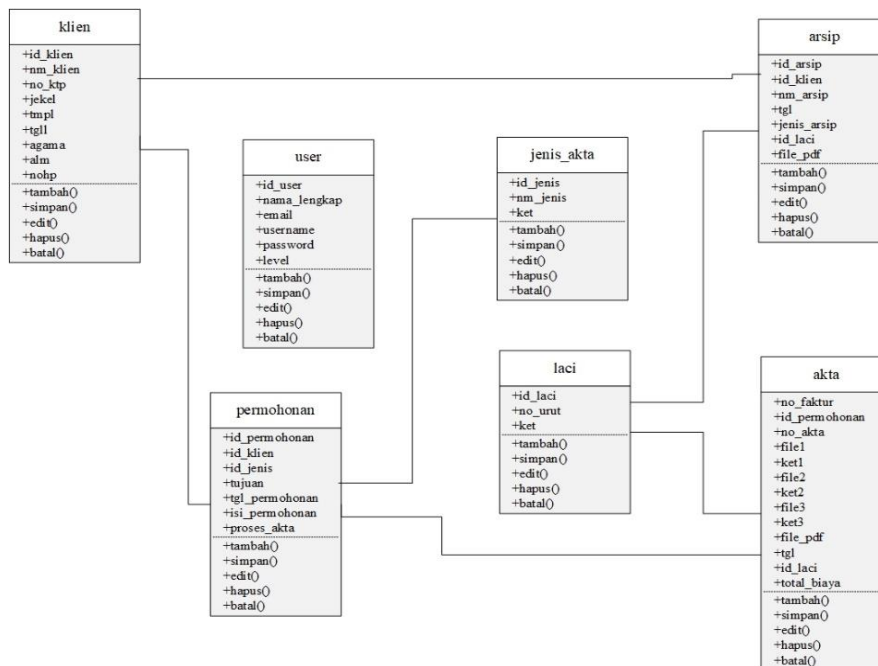 klien
+id_klien
+nm_klien
+no_ktp
+jekel
+tmpl
+tgll
+agama
+alm
+nohp
+tambah()
+simpan()
+edit()
+hapus()
+batal()
arsip
+id_arsip
+id_klien
+nm_arsip
+tgl
+jenis_arsip
+id_laci
+file_pdf
+tambah()
+simpan()
+edit()
+hapus()
+batal()
user
+id_user
+nama_lengkap
+email
+username
+password
+level
+tambah()
+simpan()
+edit()
+hapus()
+batal()
jenis_akta
+id_jenis
+nm_jenis
+ket
+tambah()
+simpan()
+edit()
+hapus()
+batal()
permohonan
+id_permohonan
+id_klien
+id_jenis
+tujuan
+tgl_permohonan
+isi_permohonan
+proses_akta
+tambah()
+simpan()
+edit()
+hapus()
+batal()
laci
+id_laci
+no_urut
+ket
+tambah()
+simpan()
+edit()
+hapus()
+batal()
akta
+no_faktur
+id_permohonan
+no_akta
+file1
+ket1
+file2
+ket2
+file3
+ket3
+file_pdf
+tgl
+id_laci
+total_biaya
+tambah()
+simpan()
+edit()
+hapus()
+batal()